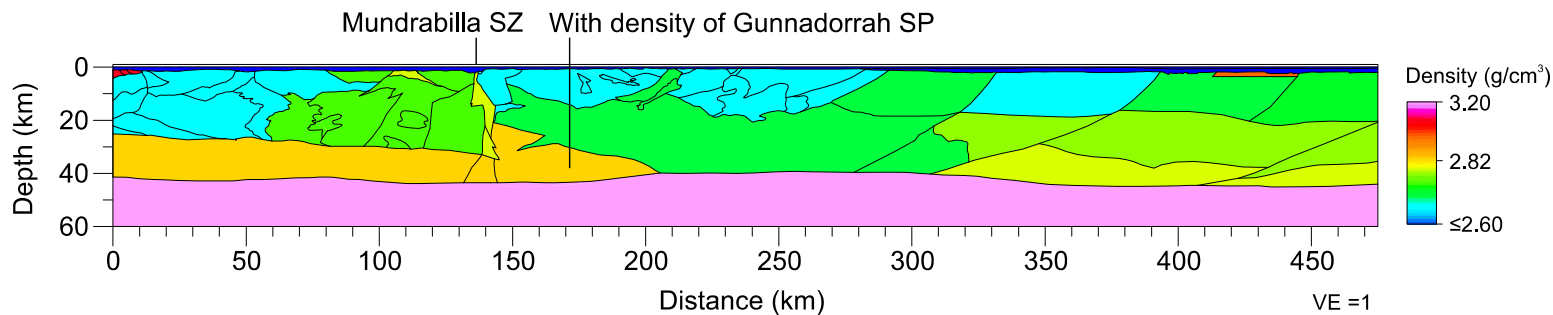 Mundrabilla SZ
With density of Gunnadorrah SP
Depth (km)
0
20
40
60
0
50
100
150
200
250
300
350
400
450
Distance (km)
VE =1
Density (g/cm³)
3.20
2.82
≤2.60